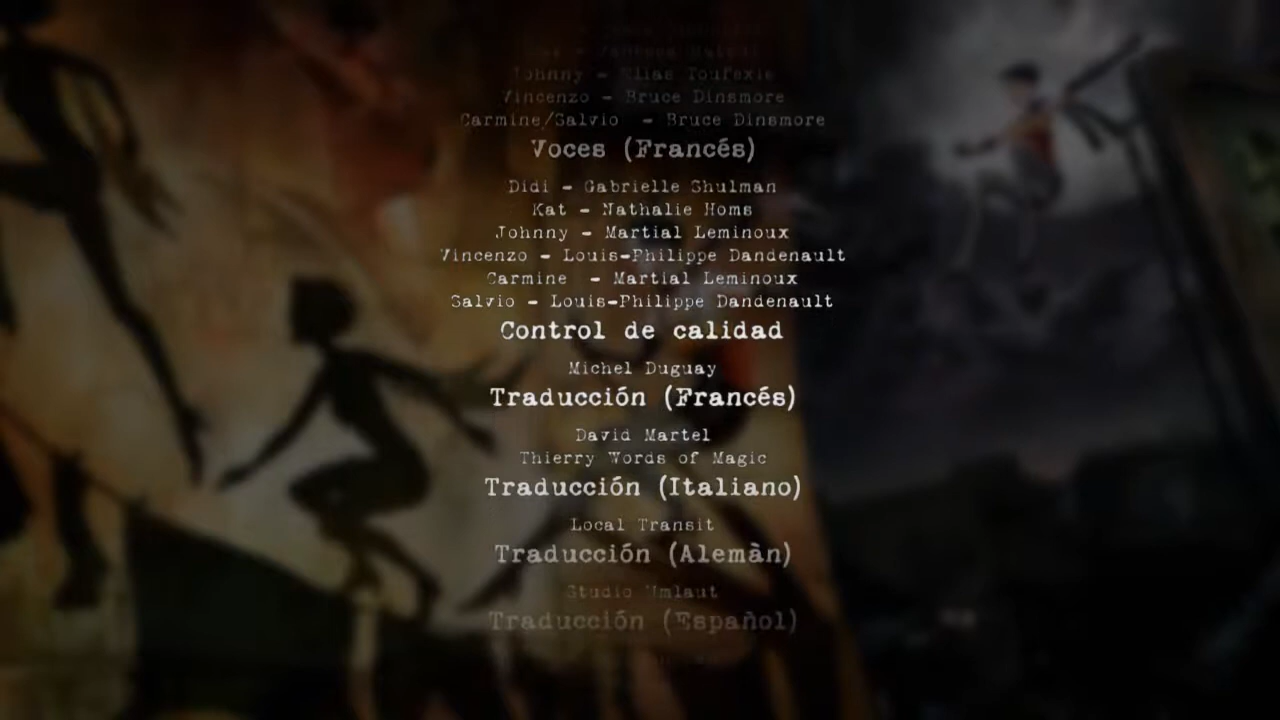 Johnny - Elias Toufexis
Vincenzo - Bruce Dinsmore
Carmine/Salvio - Bruce Dinsmore
Voces (Francés)
Didi - Gabrielle Shulman
Kat - Nathalie Homs
Johnny - Martial Leminoux
Vincenzo - Louis-Philippe Dandenault
Carmine - Martial Leminoux
Salvio - Louis-Philippe Dandenault
Control de calidad
Michel Duguay
Traducción (Francés)
David Martel
Thierry Words of Magic
Traducción (Italiano)
Local Transit
Traducción (Alemàn)
Studio Umlaut
Traducción (Español)